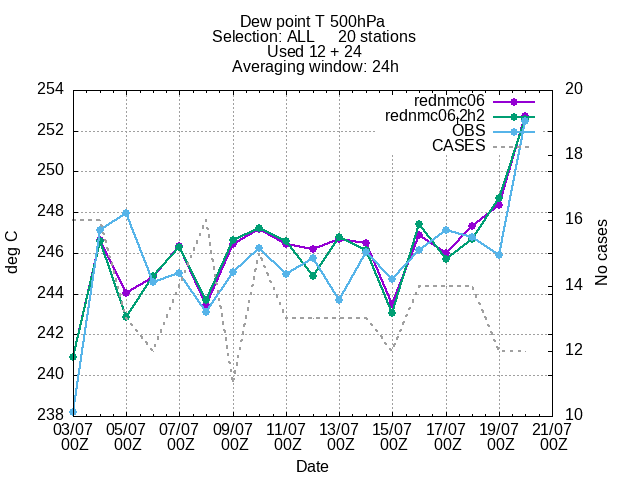 Dew point T 500hPa
Selection: ALL 20 stations
Used 12 + 24
Averaging window: 24h
254 20
rednmc06
rednmc06,2h2
252 OBS
CASES
18
250
248 16
deg C
No cases
246
14
244
242 12
240
238 10
03/07 05/07 07/07 09/07 11/07 13/07 15/07 17/07 19/07 21/07
00Z 00Z 00Z 00Z 00Z 00Z 00Z 00Z 00Z 00Z
Date